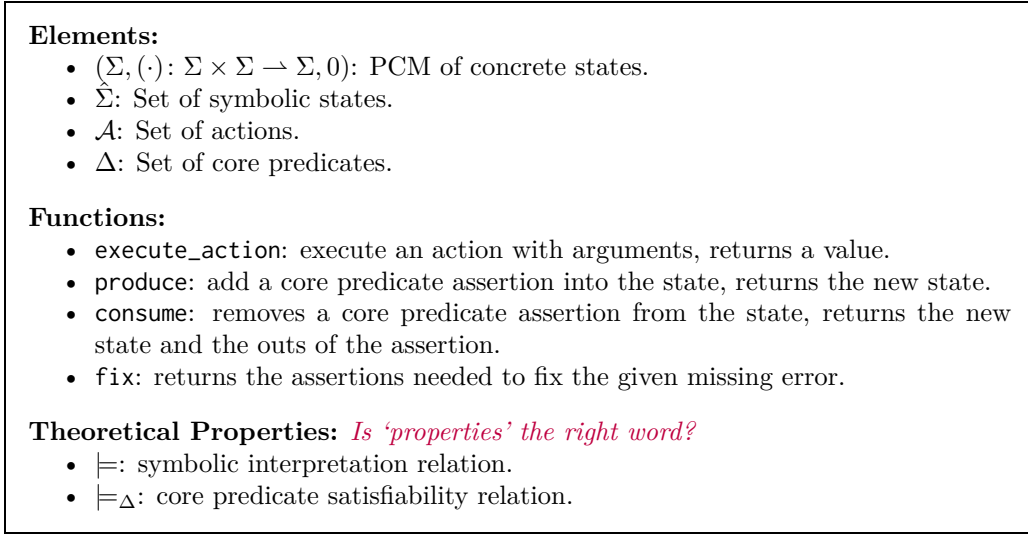 Elements:
• (Σ, (·): Σ × Σ ⇀ Σ, 0): PCM of concrete states.
• Σ̂: Set of symbolic states.
• 𝒜: Set of actions.
• Δ: Set of core predicates.
Functions:
• execute_action: execute an action with arguments, returns a value.
• produce: add a core predicate assertion into the state, returns the new state.
• consume: removes a core predicate assertion from the state, returns the new
state and the outs of the assertion.
• fix: returns the assertions needed to fix the given missing error.
Theoretical Properties: Is ‘properties’ the right word?
• ⊨: symbolic interpretation relation.
• ⊨Δ: core predicate satisfiability relation.